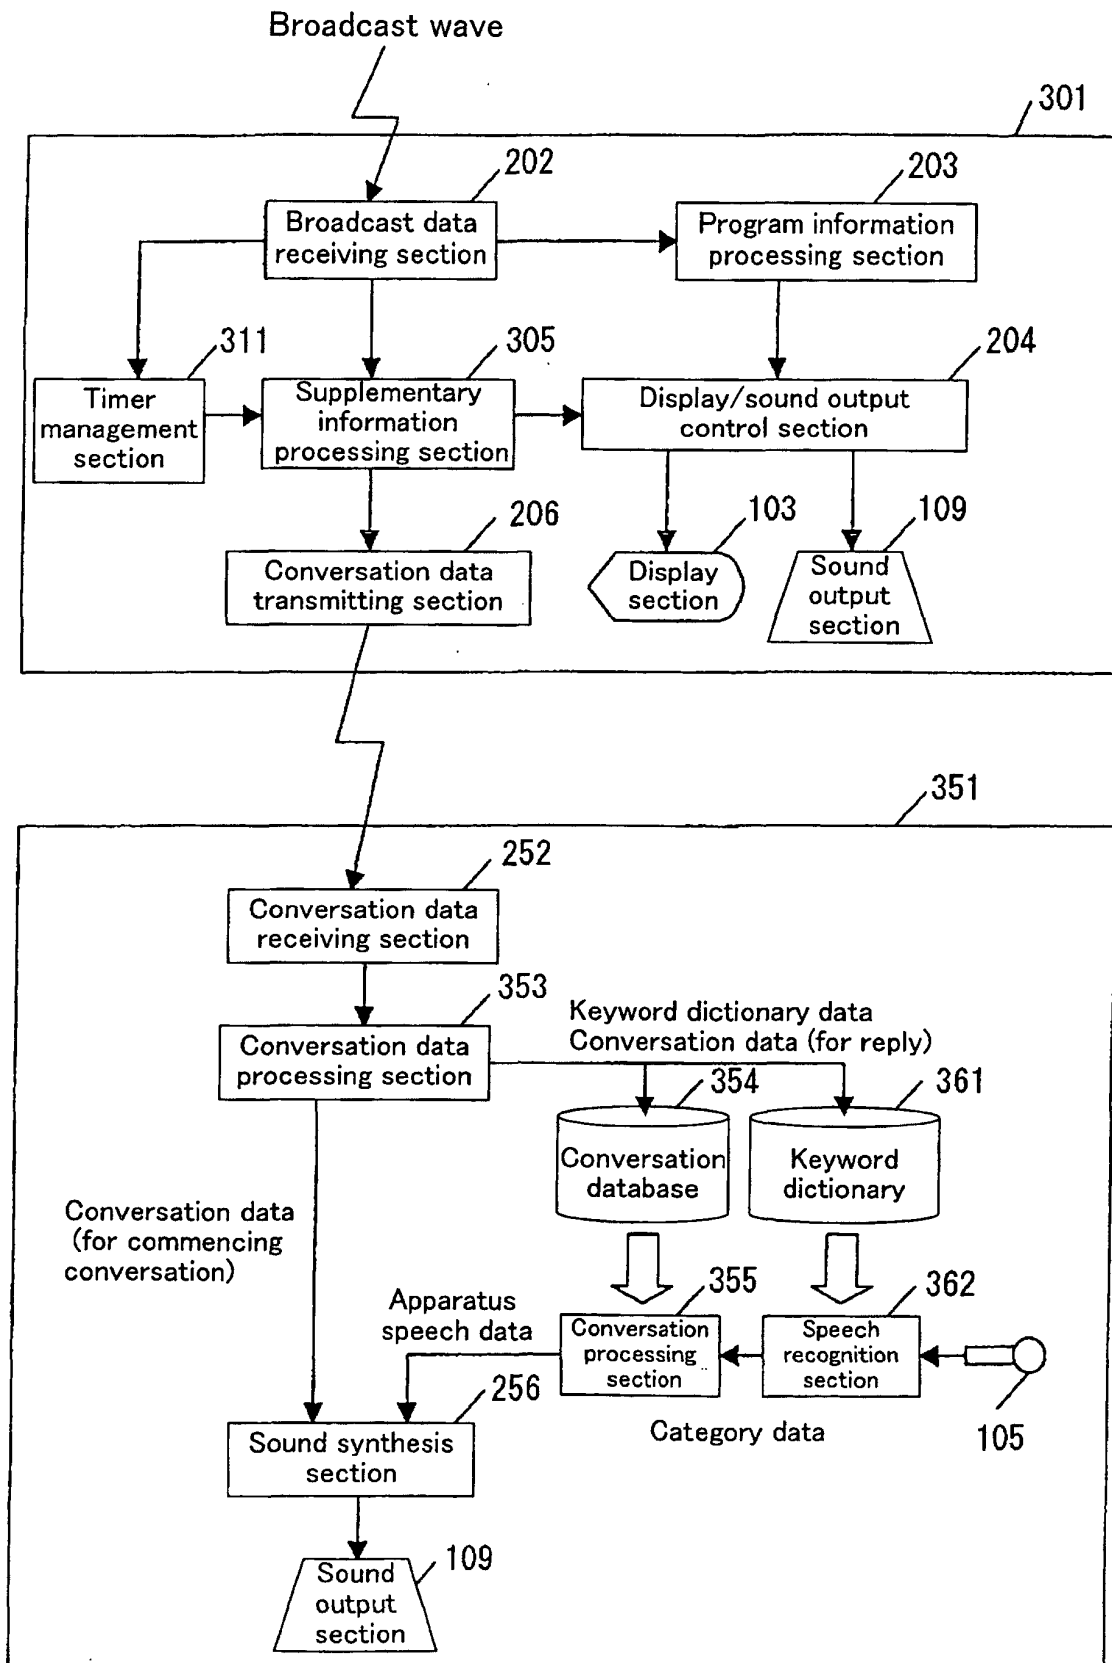 Broadcast wave
301
202
203
Broadcast data
receiving section
Program information
processing section
311
305
204
Timer
management
section
Supplementary
information
processing section
Display/sound output
control section
206
103
109
Conversation data
transmitting section
Display
section
Sound
output
section
351
252
Conversation data
receiving section
353
Keyword dictionary data
Conversation data (for reply)
Conversation data
processing section
354
361
Conversation
database
Keyword
dictionary
Conversation data
(for commencing
conversation)
355
362
Apparatus
speech data
Conversation
processing
section
Speech
recognition
section
256
105
Category data
Sound synthesis
section
109
Sound
output
section